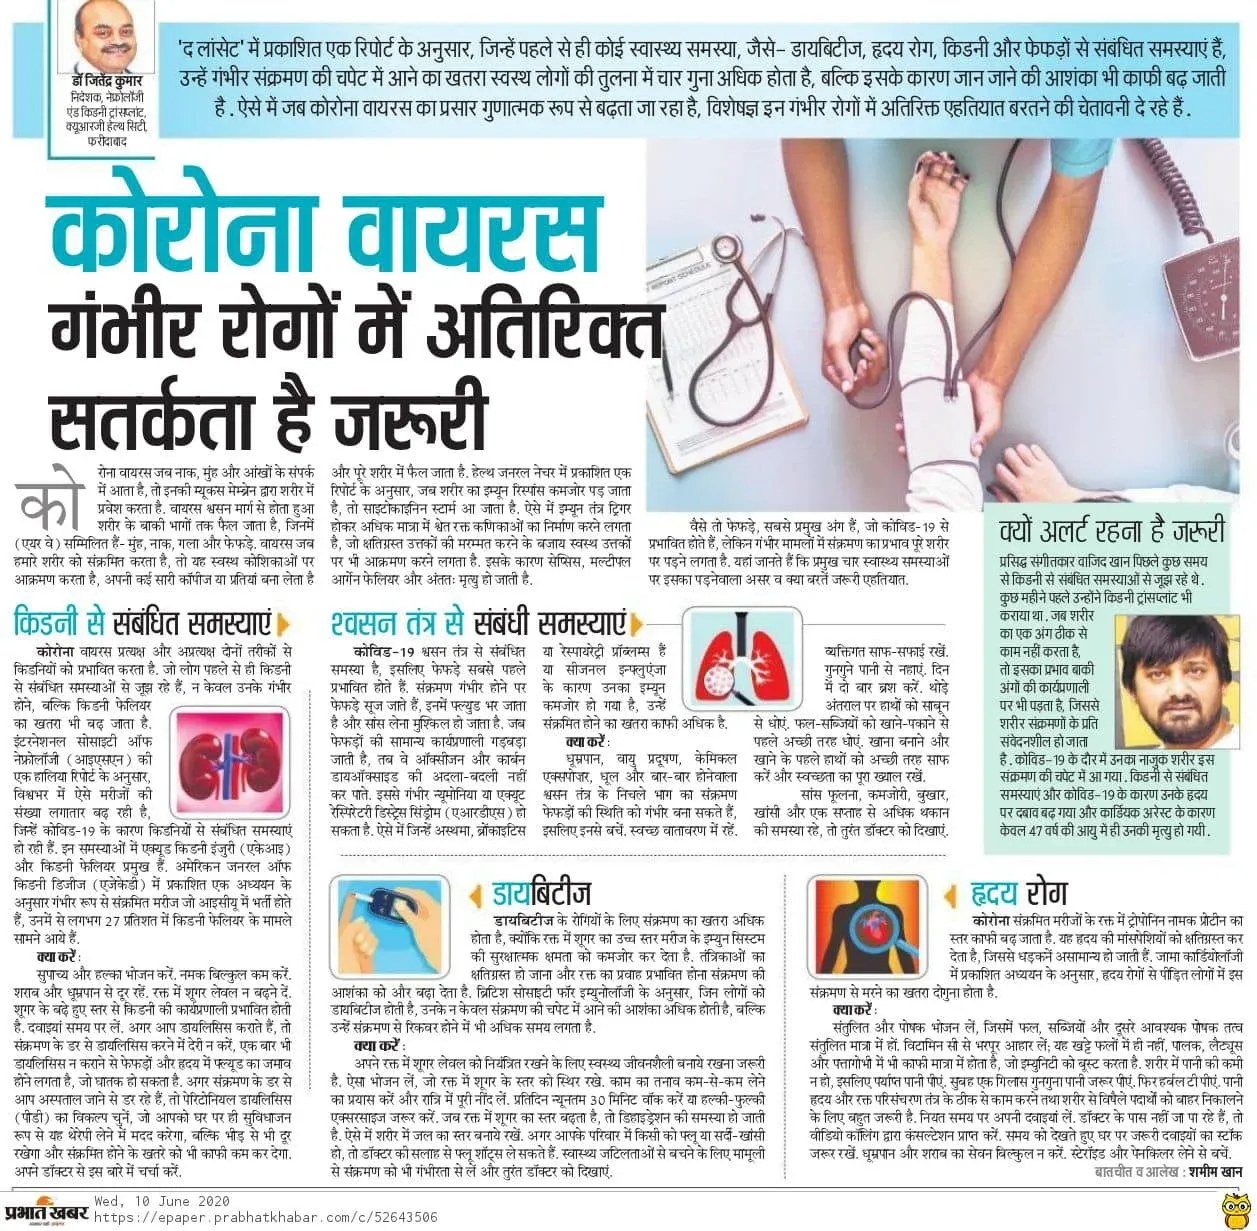 'द लांसेट' में प्रकाशित एक रिपोर्ट के अनुसार, जिन्हें पहले से ही कोई स्वास्थ्य समस्या, जैसे- डायबिटीज, हृदय रोग, किडनी और फेफड़ों से संबंधित समस्याएं हैं,
उन्हें गंभीर संक्रमण की चपेट में आने का खतरा स्वस्थ लोगों की तुलना में चार गुना अधिक होता है, बल्कि इसके कारण जान जाने की आशंका भी काफी बढ़ जाती
है. ऐसे में जब कोरोना वायरस का प्रसार गुणात्मक रूप से बढ़ता जा रहा है, विशेषज्ञ इन गंभीर रोगों में अतिरिक्त एहतियात बरतने की चेतावनी दे रहे हैं.
डॉ जितेंद्र कुमार
निदेशक, नेफ्रोलॉजी
एंड किडनी ट्रांसप्लांट,
क्यूआरजी हेल्थ सिटी,
फरीदाबाद
कोरोना वायरस
गंभीर रोगों में अतिरिक्त
सतर्कता है जरूरी
REPORT-SCHEDULE
कोरोना वायरस जब नाक, मुंह और आंखों के संपर्क
में आता है, तो इनकी म्यूकस मेम्ब्रेन द्वारा शरीर में
प्रवेश करता है. वायरस श्वसन मार्ग से होता हुआ
शरीर के बाकी भागों तक फैल जाता है, जिनमें
(एयर वे) सम्मिलित हैं- मुंह, नाक, गला और फेफड़े. वायरस जब
हमारे शरीर को संक्रमित करता है, तो यह स्वस्थ कोशिकाओं पर
आक्रमण करता है, अपनी कई सारी कॉपीज या प्रतियां बना लेता है
और पूरे शरीर में फैल जाता है. हेल्थ जनरल नेचर में प्रकाशित एक
रिपोर्ट के अनुसार, जब शरीर का इम्यून रिस्पॉंस कमजोर पड़ जाता
है, तो साइटोकाइनिन स्टार्म आ जाता है. ऐसे में इम्यून तंत्र ट्रिगर
होकर अधिक मात्रा में श्वेत रक्त कणिकाओं का निर्माण करने लगता
है, जो क्षतिग्रस्त उत्तकों की मरम्मत करने के बजाय स्वस्थ उत्तकों
पर भी आक्रमण करने लगता है. इसके कारण सेप्सिस, मल्टीपल
आर्गेन फेलियर और अंततः मृत्यु हो जाती है.
वैसे तो फेफड़े, सबसे प्रमुख अंग हैं, जो कोविड-19 से
प्रभावित होते हैं, लेकिन गंभीर मामलों में संक्रमण का प्रभाव पूरे शरीर
पर पड़ने लगता है. यहां जानते हैं कि प्रमुख चार स्वास्थ्य समस्याओं
पर इसका पड़नेवाला असर व क्या बरतें जरूरी एहतियात.
क्यों अलर्ट रहना है जरूरी
प्रसिद्ध संगीतकार वाजिद खान पिछले कुछ समय
से किडनी से संबंधित समस्याओं से जूझ रहे थे.
कुछ महीने पहले उन्होंने किडनी ट्रांसप्लांट भी
कराया था. जब शरीर
का एक अंग ठीक से
काम नहीं करता है,
तो इसका प्रभाव बाकी
अंगों की कार्यप्रणाली
पर भी पड़ता है, जिससे
शरीर संक्रमणों के प्रति
संवेदनशील हो जाता
है. कोविड-19 के दौर में उनका नाजुक शरीर इस
संक्रमण की चपेट में आ गया. किडनी से संबंधित
समस्याएं और कोविड-19 के कारण उनके हृदय
पर दबाव बढ़ गया और कार्डियक अरेस्ट के कारण
केवल 47 वर्ष की आयु में ही उनकी मृत्यु हो गयी.
किडनी से संबंधित समस्याएं
कोरोना वायरस प्रत्यक्ष और अप्रत्यक्ष दोनों तरीकों से
किडनियों को प्रभावित करता है. जो लोग पहले से ही किडनी
से संबंधित समस्याओं से जूझ रहे हैं, न केवल उनके गंभीर
होने, बल्कि किडनी फेलियर
का खतरा भी बढ़ जाता है.
इंटरनेशनल सोसाइटी ऑफ
नेफ्रोलॉजी (आइएसएन) की
एक हालिया रिपोर्ट के अनुसार,
विश्वभर में ऐसे मरीजों की
संख्या लगातार बढ़ रही है,
जिन्हें कोविड-19 के कारण किडनियों से संबंधित समस्याएं
हो रही हैं. इन समस्याओं में एक्यूड किडनी इंजुरी (एकेआइ)
और किडनी फेलियर प्रमुख हैं. अमेरिकन जनरल ऑफ
किडनी डिजीज (एजेकेडी) में प्रकाशित एक अध्ययन के
अनुसार गंभीर रूप से संक्रमित मरीज जो आइसीयू में भर्ती होते
हैं, उनमें से लगभग 27 प्रतिशत में किडनी फेलियर के मामले
सामने आये हैं.
क्या करें :
सुपाच्य और हल्का भोजन करें. नमक बिल्कुल कम करें.
शराब और धूम्रपान से दूर रहें. रक्त में शूगर लेवल न बढ़ने दें.
शूगर के बढ़े हुए स्तर से किडनी की कार्यप्रणाली प्रभावित होती
है. दवाइयां समय पर लें. अगर आप डायलिसिस कराते हैं, तो
संक्रमण के डर से डायलिसिस करने में देरी न करें, एक बार भी
डायलिसिस न कराने से फेफड़ों और हृदय में फ्ल्यूड का जमाव
होने लगता है, जो घातक हो सकता है. अगर संक्रमण के डर से
आप अस्पताल जाने से डर रहे हैं, तो पेरिटोनियल डायलिसिस
(पीडी) का विकल्प चुनें, जो आपको घर पर ही सुविधाजन
रूप से यह थेरेपी लेने में मदद करेगा, बल्कि भीड़ से भी दूर
रखेगा और संक्रमित होने के खतरे को भी काफी कम कर देगा.
अपने डॉक्टर से इस बारे में चर्चा करें.
श्वसन तंत्र से संबंधी समस्याएं
कोविड-19 श्वसन तंत्र से संबंधित
समस्या है, इसलिए फेफड़े सबसे पहले
प्रभावित होते हैं. संक्रमण गंभीर होने पर
फेफड़े सूज जाते हैं, इनमें फ्ल्युड भर जाता
है और सांस लेना मुश्किल हो जाता है. जब
फेफड़ों की सामान्य कार्यप्रणाली गड़बड़ा
जाती है, तब वे ऑक्सीजन और कार्बन
डायऑक्साइड की अदला-बदली नहीं
कर पाते. इससे गंभीर न्यूमोनिया या एक्यूट
रेस्पिरेटरी डिस्ट्रेस सिंड्रोम (एआरडीएस) हो
सकता है. ऐसे में जिन्हें अस्थमा, ब्रोंकाइटिस
या रेस्पायरेट्री प्रॉब्लम्स हैं
या सीजनल इन्फ्लुएंजा
के कारण उनका इम्यून
कमजोर हो गया है, उन्हें
संक्रमित होने का खतरा काफी अधिक है.
क्या करें :
धूम्रपान, वायु प्रदूषण, केमिकल
एक्सपोज़र, धूल और बार-बार होनेवाला
श्वसन तंत्र के निचले भाग का संक्रमण
फेफड़ों की स्थिति को गंभीर बना सकते हैं,
इसलिए इनसे बचें. स्वच्छ वातावरण में रहें.
व्यक्तिगत साफ-सफाई रखें.
गुनगुने पानी से नहाएं. दिन
में दो बार ब्रश करें. थोड़े
अंतराल पर हाथों को साबुन
से धोएं. फल-सब्जियों को खाने-पकाने से
पहले अच्छी तरह धोएं. खाना बनाने और
खाने के पहले हाथों को अच्छी तरह साफ
करें और स्वच्छता का पूरा ख्याल रखें.
सांस फूलना, कमजोरी, बुखार,
खांसी और एक सप्ताह से अधिक थकान
की समस्या रहे, तो तुरंत डॉक्टर को दिखाएं.
डायबिटीज
डायबिटीज के रोगियों के लिए संक्रमण का खतरा अधिक
होता है, क्योंकि रक्त में शूगर का उच्च स्तर मरीज के इम्युन सिस्टम
की सुरक्षात्मक क्षमता को कमजोर कर देता है. तंत्रिकाओं का
क्षतिग्रस्त हो जाना और रक्त का प्रवाह प्रभावित होना संक्रमण की
आशंका को और बढ़ा देता है. ब्रिटिश सोसाइटी फॉर इम्युनोलॉजी के अनुसार, जिन लोगों को
डायबिटीज होती है, उनके न केवल संक्रमण की चपेट में आने की आशंका अधिक होती है, बल्कि
उन्हें संक्रमण से रिकवर होने में भी अधिक समय लगता है.
क्या करें :
अपने रक्त में शूगर लेवल को नियंत्रित रखने के लिए स्वस्थ्य जीवनशैली बनाये रखना जरूरी
है. ऐसा भोजन लें, जो रक्त में शूगर के स्तर को स्थिर रखे. काम का तनाव कम-से-कम लेने
का प्रयास करें और रात्रि में पूरी नींद लें. प्रतिदिन न्यूनतम 30 मिनिट वॉक करें या हल्की-फुल्की
एक्सरसाइज जरूर करें. जब रक्त में शूगर का स्तर बढ़ता है, तो डिहाइड्रेशन की समस्या हो जाती
है. ऐसे में शरीर में जल का स्तर बनाये रखें. अगर आपके परिवार में किसी को फ्लू या सर्दी-खांसी
हो, तो डॉक्टर की सलाह से फ्लू शॉट्स ले सकते हैं. स्वास्थ्य जटिलताओं से बचने के लिए मामूली
से संक्रमण को भी गंभीरता से लें और तुरंत डॉक्टर को दिखाएं.
हृदय रोग
कोरोना संक्रमित मरीजों के रक्त में ट्रोपोनिन नामक प्रोटीन का
स्तर काफी बढ़ जाता है. यह हृदय की मांसपेशियों को क्षतिग्रस्त कर
देता है, जिससे धड़कनें असामान्य हो जाती हैं. जामा कार्डियोलॉजी
में प्रकाशित अध्ययन के अनुसार, हृदय रोगों से पीड़ित लोगों में इस
संक्रमण से मरने का खतरा दोगुना होता है.
क्या करें :
संतुलित और पोषक भोजन लें, जिसमें फल, सब्जियों और दूसरे आवश्यक पोषक तत्व
संतुलित मात्रा में हों. विटामिन सी से भरपूर आहार लें; यह खट्टे फलों में ही नहीं, पालक, लैट्यूस
और पत्तागोभी में भी काफी मात्रा में होता है, जो इम्युनिटी को बूस्ट करता है. शरीर में पानी की कमी
न हो, इसलिए पर्याप्त पानी पीएं. सुबह एक गिलास गुनगुना पानी जरूर पीएं, फिर हर्बल टी पीएं. पानी
हृदय और रक्त परिसंचरण तंत्र के ठीक से काम करने तथा शरीर से विषैले पदार्थों को बाहर निकालने
के लिए बहुत जरूरी है. नियत समय पर अपनी दवाइयां लें. डॉक्टर के पास नहीं जा पा रहे हैं, तो
वीडियो कॉलिंग द्वारा कंसल्टेशन प्राप्त करें. समय को देखते हुए घर पर जरूरी दवाइयों का स्टॉक
जरूर रखें. धूम्रपान और शराब का सेवन बिल्कुल न करें. स्टेरॉइड और पेनकिलर लेने से बचें.
बातचीत व आलेख : शमीम खान
प्रभात खबर
Wed, 10 June 2020
https://epaper.prabhatkhabar.com/c/52643506